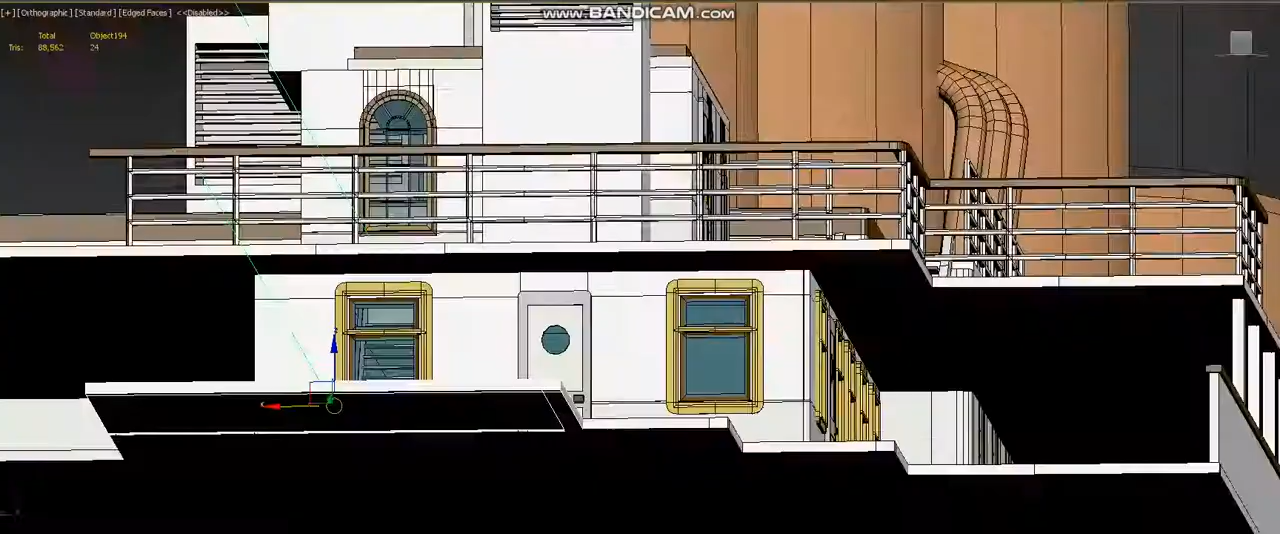 [+] [Orthographic] [Standard] [Edged Faces] <<Disabled>>
www.BANDICAM.com
Total Object194
Tris: 88,562 24